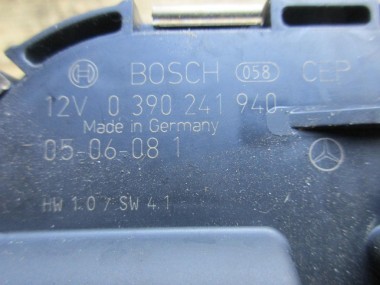 BOSCH 058
12V 0 390 241 940
Made in Germany
05-06-08 1
HW 1.0 / SW 4.1